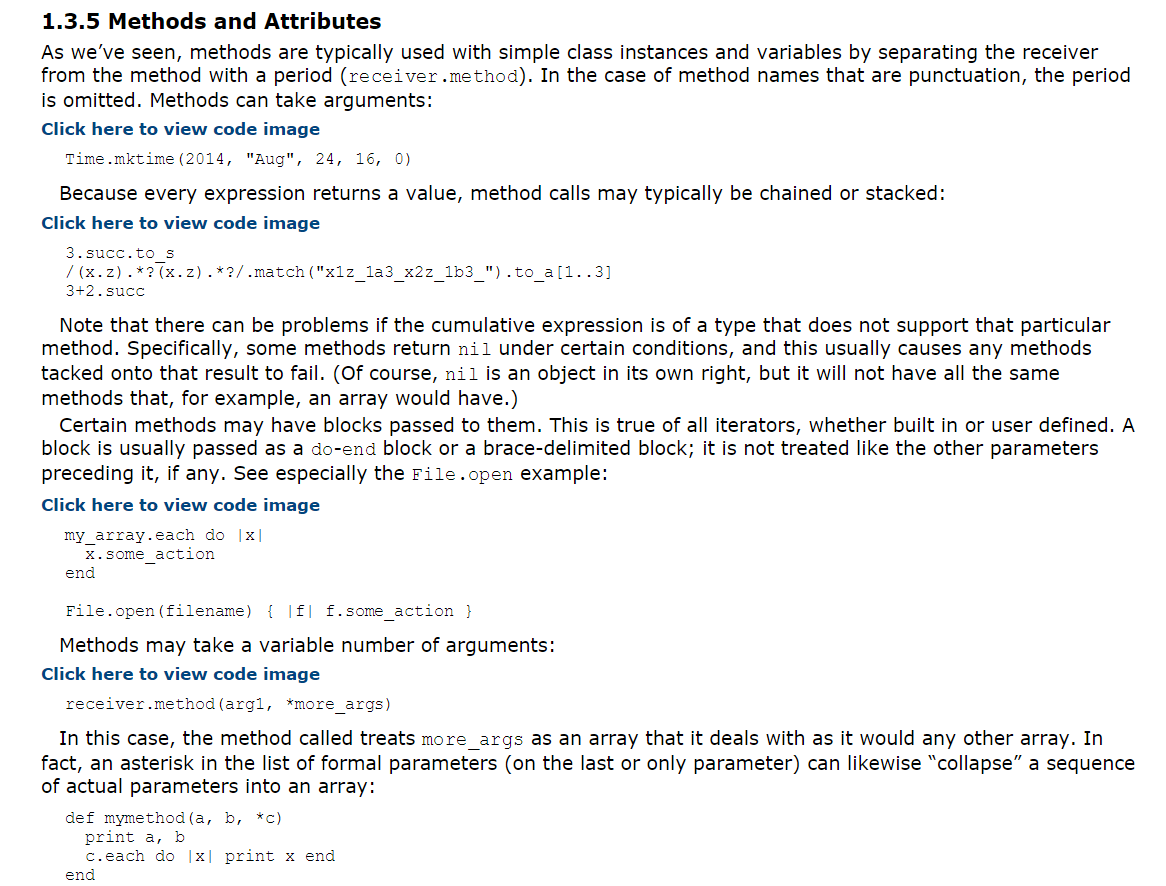 1.3.5 Methods and Attributes
As we’ve seen, methods are typically used with simple class instances and variables by separating the receiver
from the method with a period (receiver.method). In the case of method names that are punctuation, the period
is omitted. Methods can take arguments:
Click here to view code image
Time.mktime(2014, "Aug", 24, 16, 0)
Because every expression returns a value, method calls may typically be chained or stacked:
Click here to view code image
3.succ.to_s
/(x.z).*?(x.z).*?/.match("x1z_1a3_x2z_1b3_").to_a[1..3]
3+2.succ
Note that there can be problems if the cumulative expression is of a type that does not support that particular
method. Specifically, some methods return nil under certain conditions, and this usually causes any methods
tacked onto that result to fail. (Of course, nil is an object in its own right, but it will not have all the same
methods that, for example, an array would have.)
Certain methods may have blocks passed to them. This is true of all iterators, whether built in or user defined. A
block is usually passed as a do-end block or a brace-delimited block; it is not treated like the other parameters
preceding it, if any. See especially the File.open example:
Click here to view code image
my_array.each do |x|
  x.some_action
end
File.open(filename) { |f| f.some_action }
Methods may take a variable number of arguments:
Click here to view code image
receiver.method(arg1, *more_args)
In this case, the method called treats more_args as an array that it deals with as it would any other array. In
fact, an asterisk in the list of formal parameters (on the last or only parameter) can likewise “collapse” a sequence
of actual parameters into an array:
def mymethod(a, b, *c)
  print a, b
  c.each do |x| print x end
end